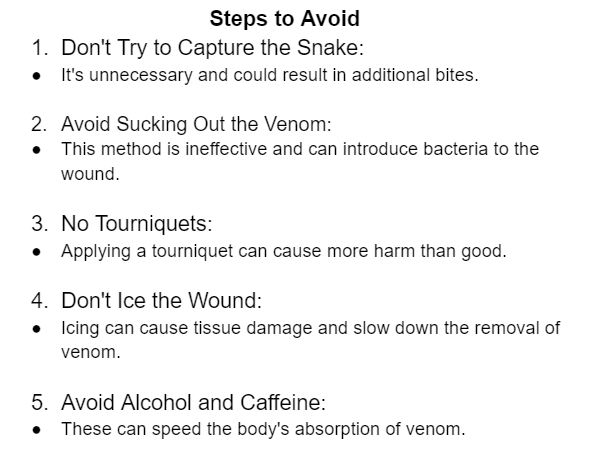 Steps to Avoid
1. Don't Try to Capture the Snake:
● It's unnecessary and could result in additional bites.
2. Avoid Sucking Out the Venom:
● This method is ineffective and can introduce bacteria to the
wound.
3. No Tourniquets:
● Applying a tourniquet can cause more harm than good.
4. Don't Ice the Wound:
● Icing can cause tissue damage and slow down the removal of
venom.
5. Avoid Alcohol and Caffeine:
● These can speed the body's absorption of venom.